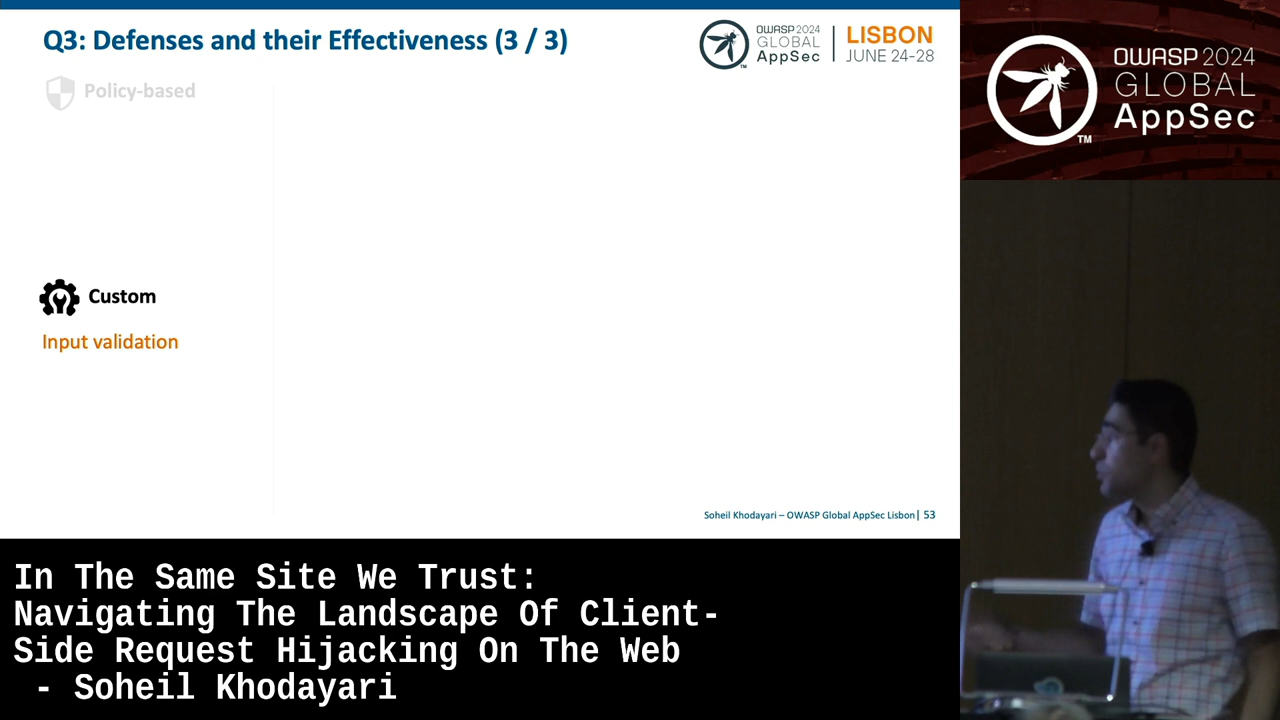 Q3: Defenses and their Effectiveness (3 / 3)
OWASP 2024
GLOBAL
AppSec
TM
LISBON
JUNE 24-28
Policy-based
Custom
Input validation
Soheil Khodayari – OWASP Global AppSec Lisbon| 53
OWASP 2024
GLOBAL
AppSec
TM
In The Same Site We Trust:
Navigating The Landscape Of Client-
Side Request Hijacking On The Web
- Soheil Khodayari